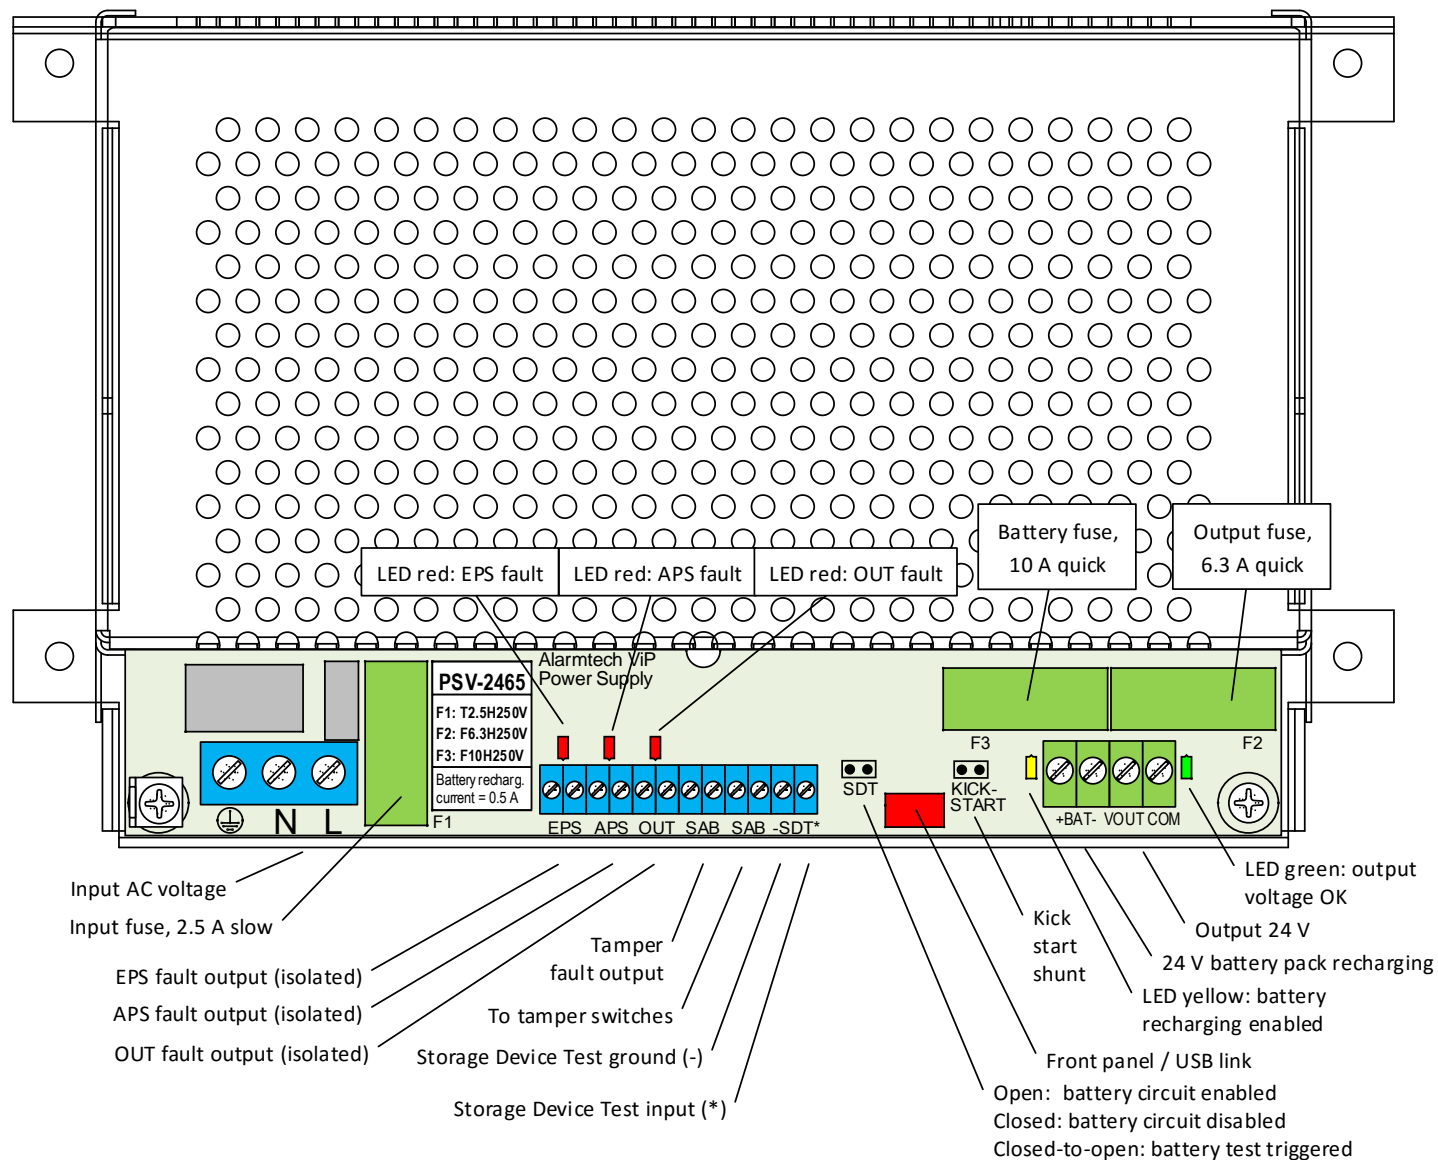 Battery fuse,
10 A quick
Output fuse,
6.3 A quick
LED red: EPS fault
LED red: APS fault
LED red: OUT fault
Alarmtech ViP
Power Supply
PSV-2465
F1: T2.5H250V
F2: F6.3H250V
F3: F10H250V
Battery recharg.
current = 0.5 A
F1
F3
F2
N L
EPS APS OUT SAB SAB -SDT*
SDT
KICK-
START
+BAT- VOUT COM
Input AC voltage
Input fuse, 2.5 A slow
EPS fault output (isolated)
APS fault output (isolated)
OUT fault output (isolated)
Tamper
fault output
To tamper switches
Storage Device Test ground (-)
Storage Device Test input (*)
Kick
start
shunt
LED green: output
voltage OK
Output 24 V
24 V battery pack recharging
LED yellow: battery
recharging enabled
Front panel / USB link
Open: battery circuit enabled
Closed: battery circuit disabled
Closed-to-open: battery test triggered